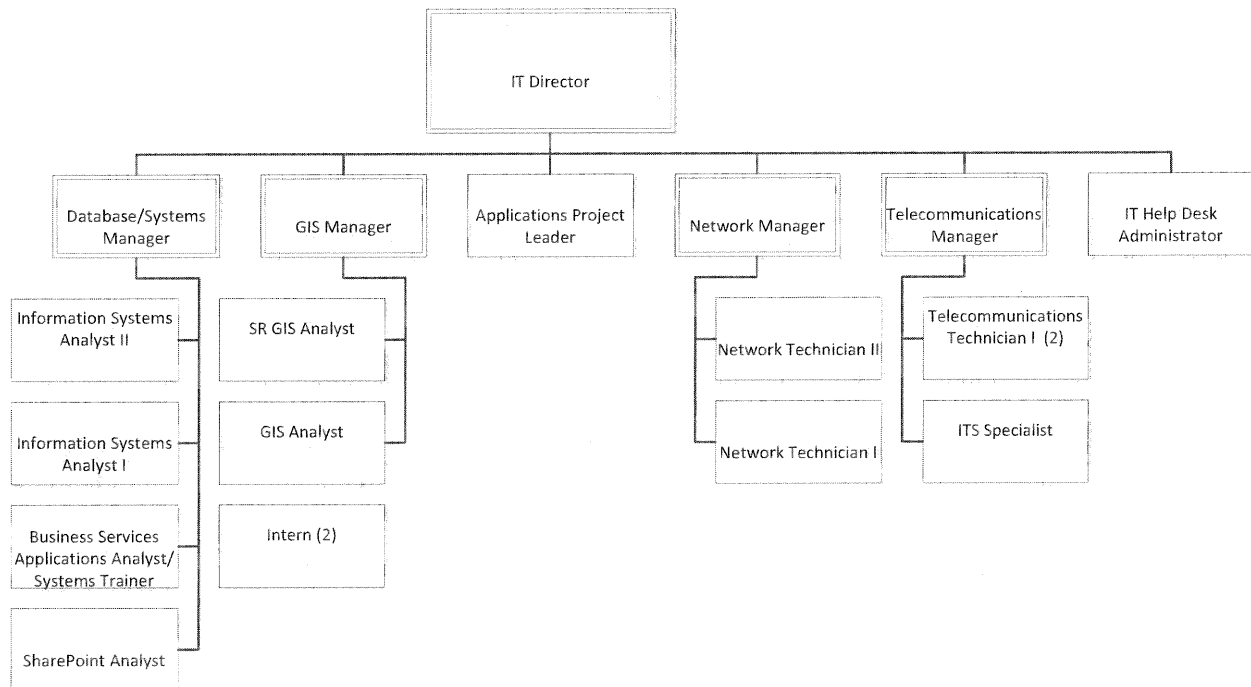 IT Director
Database/Systems
Manager
GIS Manager
Applications Project
Leader
Network Manager
Telecommunications
Manager
IT Help Desk
Administrator
Information Systems
Analyst II
SR GIS Analyst
Network Technician II
Telecommunications
Technician I (2)
Information Systems
Analyst I
GIS Analyst
Network Technician I
ITS Specialist
Business Services
Applications Analyst/
Systems Trainer
Intern (2)
SharePoint Analyst